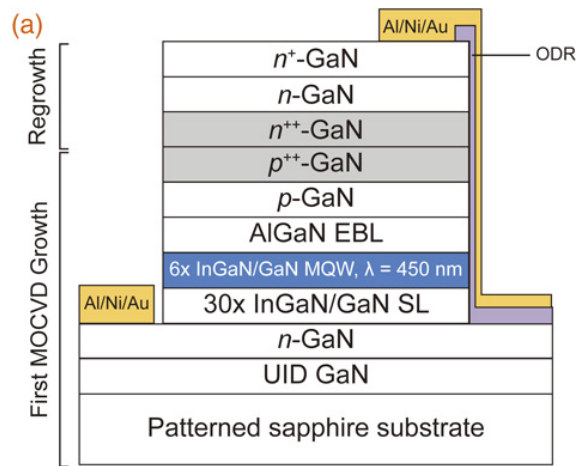 (a)
Al/Ni/Au
ODR
Regrowth
n⁺-GaN
n-GaN
n⁺⁺-GaN
First MOCVD Growth
p⁺⁺-GaN
p-GaN
AlGaN EBL
6x InGaN/GaN MQW, λ = 450 nm
Al/Ni/Au
30x InGaN/GaN SL
n-GaN
UID GaN
Patterned sapphire substrate